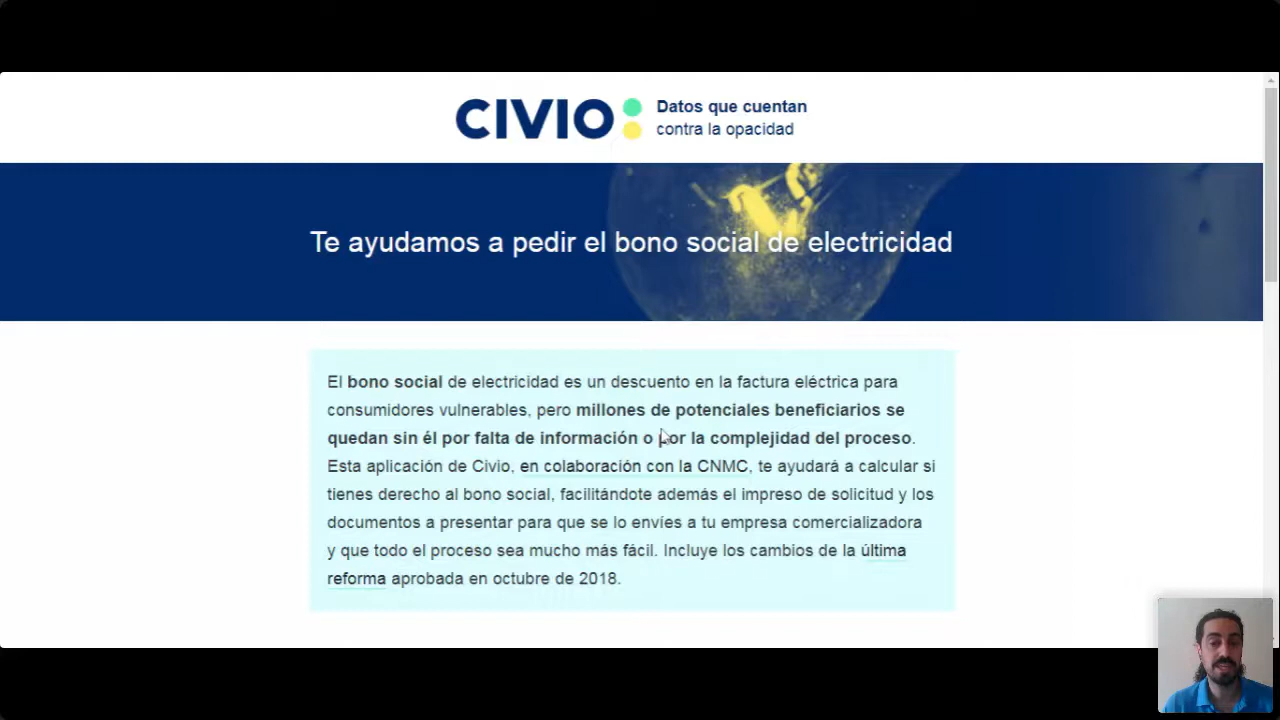 CIVIO
Datos que cuentan
contra la opacidad
Te ayudamos a pedir el bono social de electricidad
El bono social de electricidad es un descuento en la factura eléctrica para
consumidores vulnerables, pero millones de potenciales beneficiarios se
quedan sin él por falta de información o por la complejidad del proceso.
Esta aplicación de Civio, en colaboración con la CNMC, te ayudará a calcular si
tienes derecho al bono social, facilitándote además el impreso de solicitud y los
documentos a presentar para que se lo envíes a tu empresa comercializadora
y que todo el proceso sea mucho más fácil. Incluye los cambios de la última
reforma aprobada en octubre de 2018.